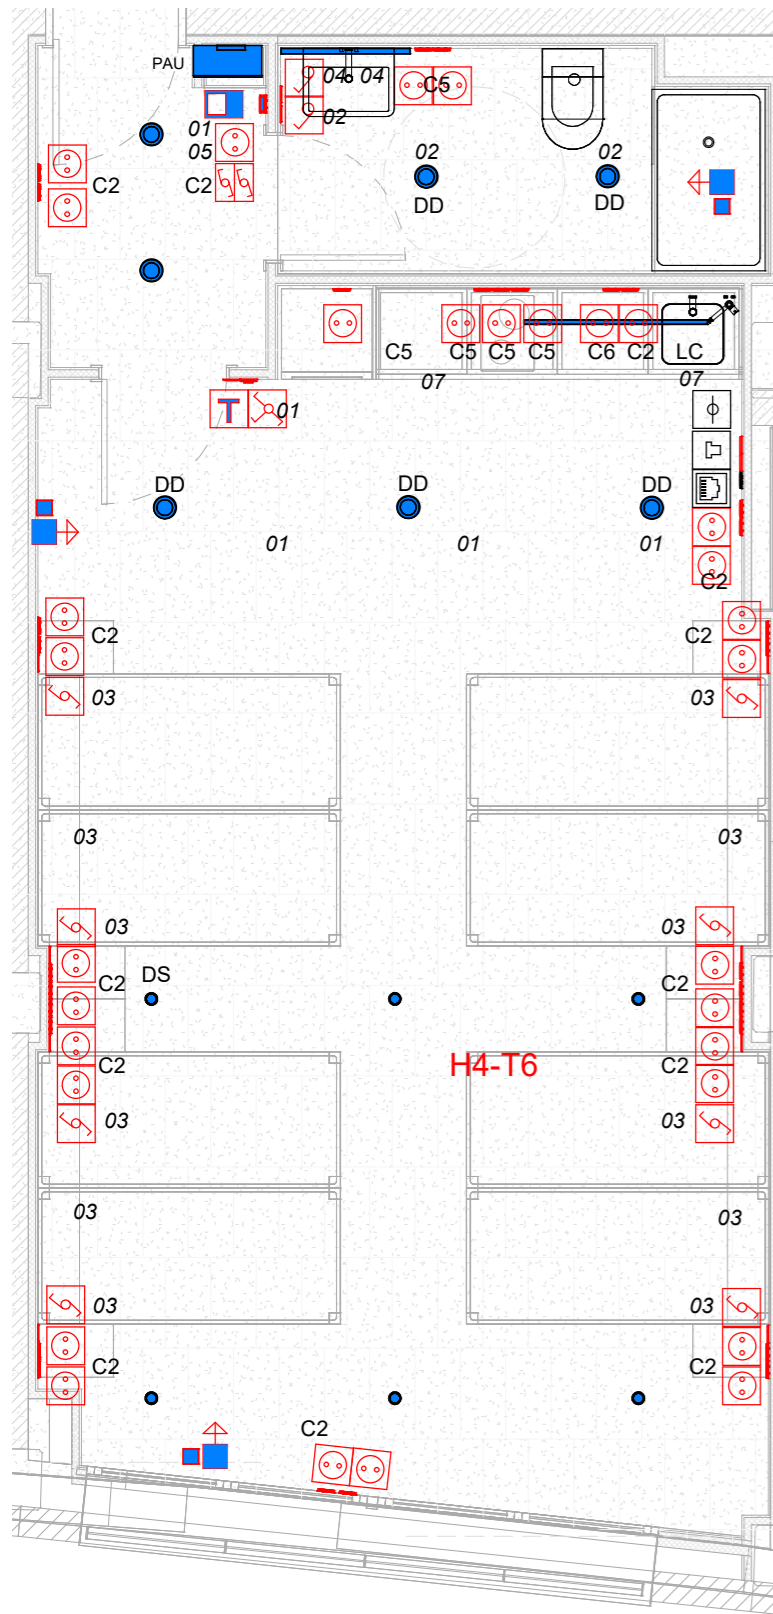 PAU
04 04 C5
02
01
05
02 02
C2 C2
DD DD
C5 C5 C5 C5 C6 C2 LC
07 07
T 01
DD DD DD
01 01 01
C2
C2 C2
03 03
03 03
03 03
C2 DS C2
C2 H4-T6 C2
03 03
03 03
03 03
C2 C2
C2